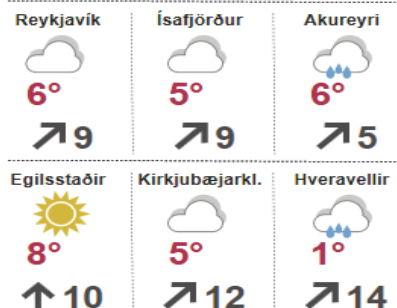 Reykjavík Ísafjörður Akureyri
6° 5° 6°
9 9 5
Egilsstaðir Kirkjubæjarkl. Hveravellir
8° 5° 1°
10 12 14